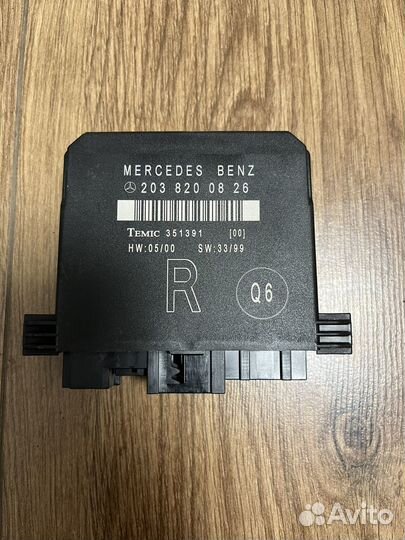 MERCEDES BENZ
203 820 08 26
TEMIC 351391 [00]
HW:05/00 SW:33/99
R
Q6
Avito